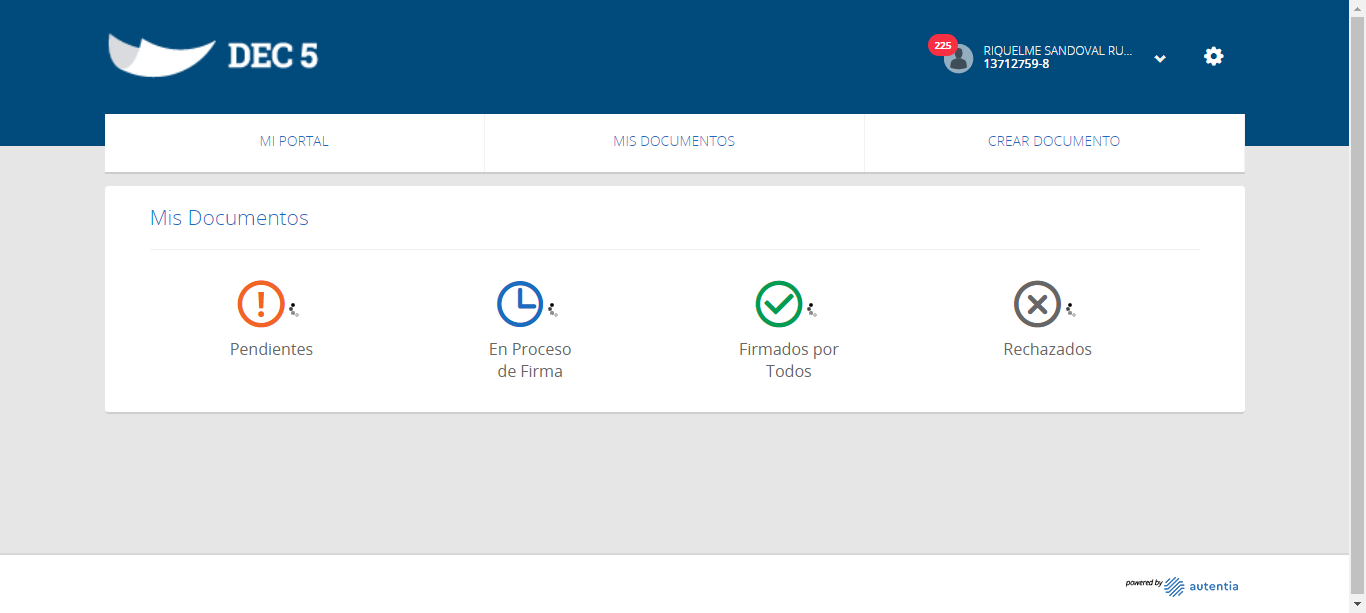 DEC 5
225
RIQUELME SANDOVAL RU...
13712759-8
MI PORTAL
MIS DOCUMENTOS
CREAR DOCUMENTO
Mis Documentos
Pendientes
En Proceso
de Firma
Firmados por
Todos
Rechazados
powered by
autentia